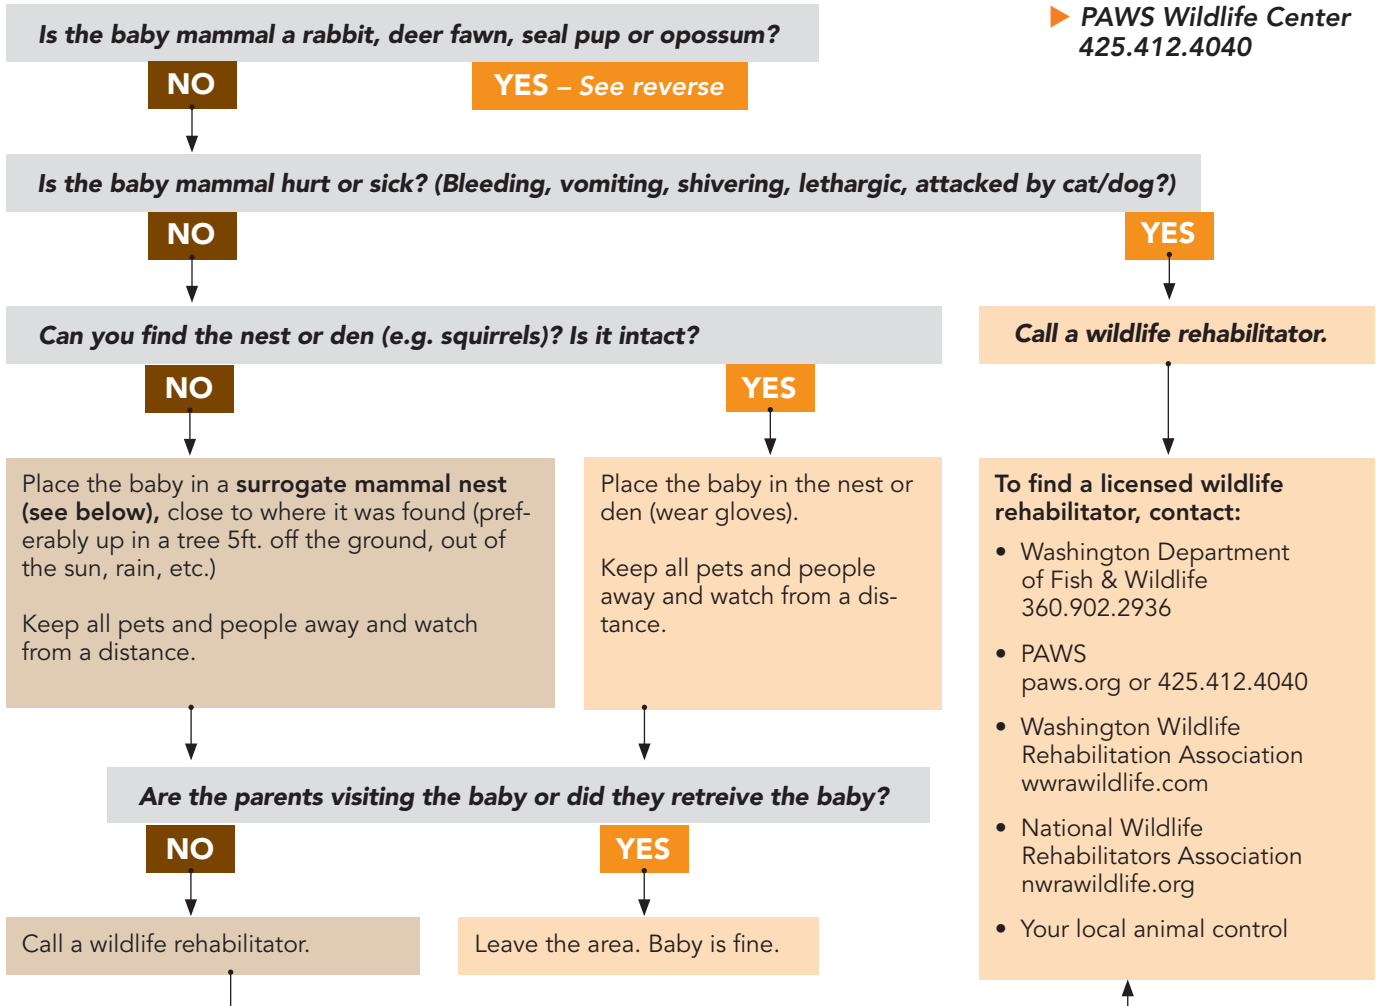 PAWS Wildlife Center
425.412.4040
Is the baby mammal a rabbit, deer fawn, seal pup or opossum?
NO
YES – See reverse
Is the baby mammal hurt or sick? (Bleeding, vomiting, shivering, lethargic, attacked by cat/dog?)
NO
YES
Can you find the nest or den (e.g. squirrels)? Is it intact?
NO
YES
Call a wildlife rehabilitator.
Place the baby in a surrogate mammal nest
(see below), close to where it was found (pref-
erably up in a tree 5ft. off the ground, out of
the sun, rain, etc.)
Keep all pets and people away and watch
from a distance.
Place the baby in the nest or
den (wear gloves).
Keep all pets and people
away and watch from a dis-
tance.
To find a licensed wildlife
rehabilitator, contact:
• Washington Department
of Fish & Wildlife
360.902.2936
• PAWS
paws.org or 425.412.4040
• Washington Wildlife
Rehabilitation Association
wwrawildlife.com
• National Wildlife
Rehabilitators Association
nwrawildlife.org
• Your local animal control
Are the parents visiting the baby or did they retreive the baby?
NO
YES
Call a wildlife rehabilitator.
Leave the area. Baby is fine.